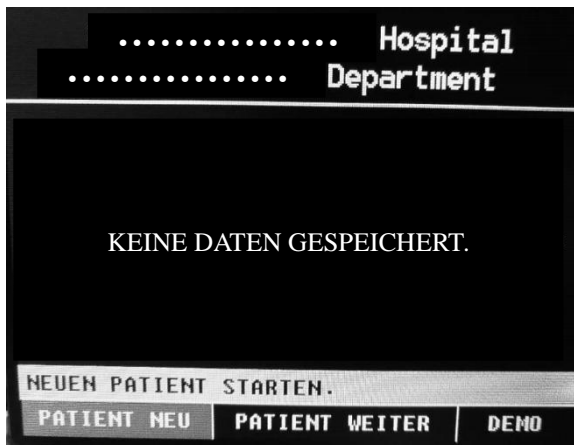 ................ Hospital
................ Department
KEINE DATEN GESPEICHERT.
NEUEN PATIENT STARTEN.
PATIENT NEU PATIENT WEITER DEMO